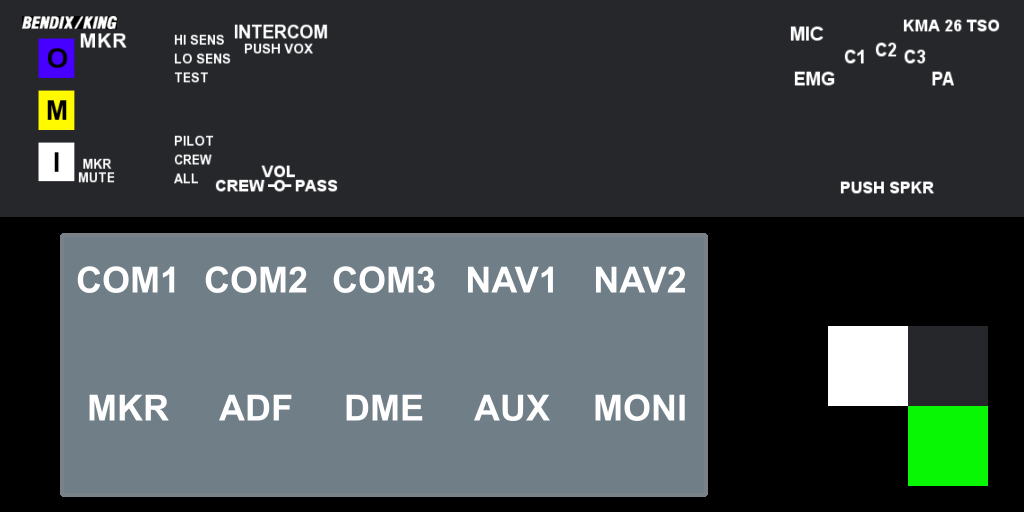 BENDIX/KING
MKR
O
M
I
MKR
MUTE
HI SENS
LO SENS
TEST
INTERCOM
PUSH VOX
PILOT
CREW
ALL
VOL
CREW -O- PASS
MIC
EMG
C1
C2
C3
PA
KMA 26 TSO
PUSH SPKR
COM1 COM2 COM3 NAV1 NAV2
MKR ADF DME AUX MONI